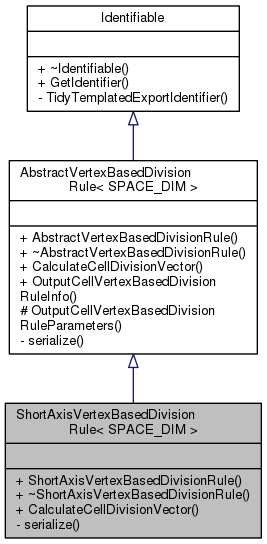 Identifiable
+ ~Identifiable()
+ GetIdentifier()
- TidyTemplatedExportIdentifier()
AbstractVertexBasedDivision
Rule< SPACE_DIM >
+ AbstractVertexBasedDivisionRule()
+ ~AbstractVertexBasedDivisionRule()
+ CalculateCellDivisionVector()
+ OutputCellVertexBasedDivision
RuleInfo()
# OutputCellVertexBasedDivision
RuleParameters()
- serialize()
ShortAxisVertexBasedDivision
Rule< SPACE_DIM >
+ ShortAxisVertexBasedDivisionRule()
+ ~ShortAxisVertexBasedDivisionRule()
+ CalculateCellDivisionVector()
- serialize()